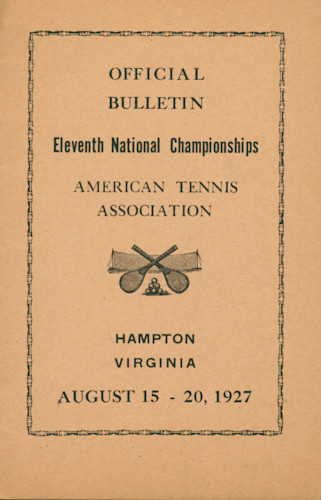 OFFICIAL
BULLETIN
Eleventh National Championships
AMERICAN TENNIS
ASSOCIATION
HAMPTON
VIRGINIA
AUGUST 15 - 20, 1927